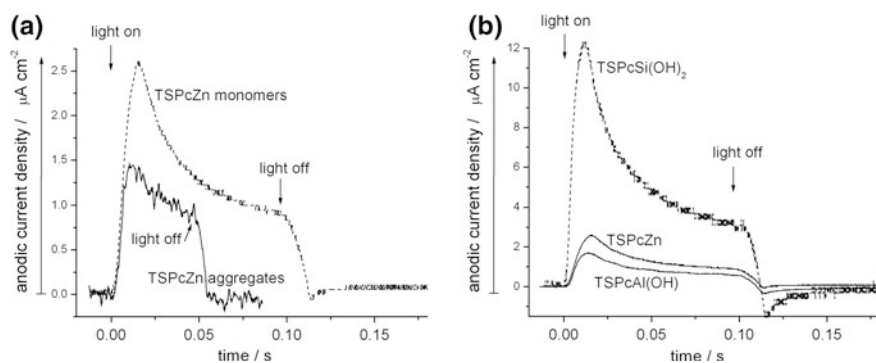 (a)
anodic current density / μA cm⁻²
2.5
2.0
1.5
1.0
0.5
0.0
light on
TSPcZn monomers
light off
light off
TSPcZn aggregates
0.00 0.05 0.10 0.15
time / s
(b)
anodic current density / μA cm⁻²
12
10
8
6
4
2
0
light on
TSPcSi(OH)₂
light off
TSPcZn
TSPcAl(OH)
0.00 0.05 0.10 0.15
time / s